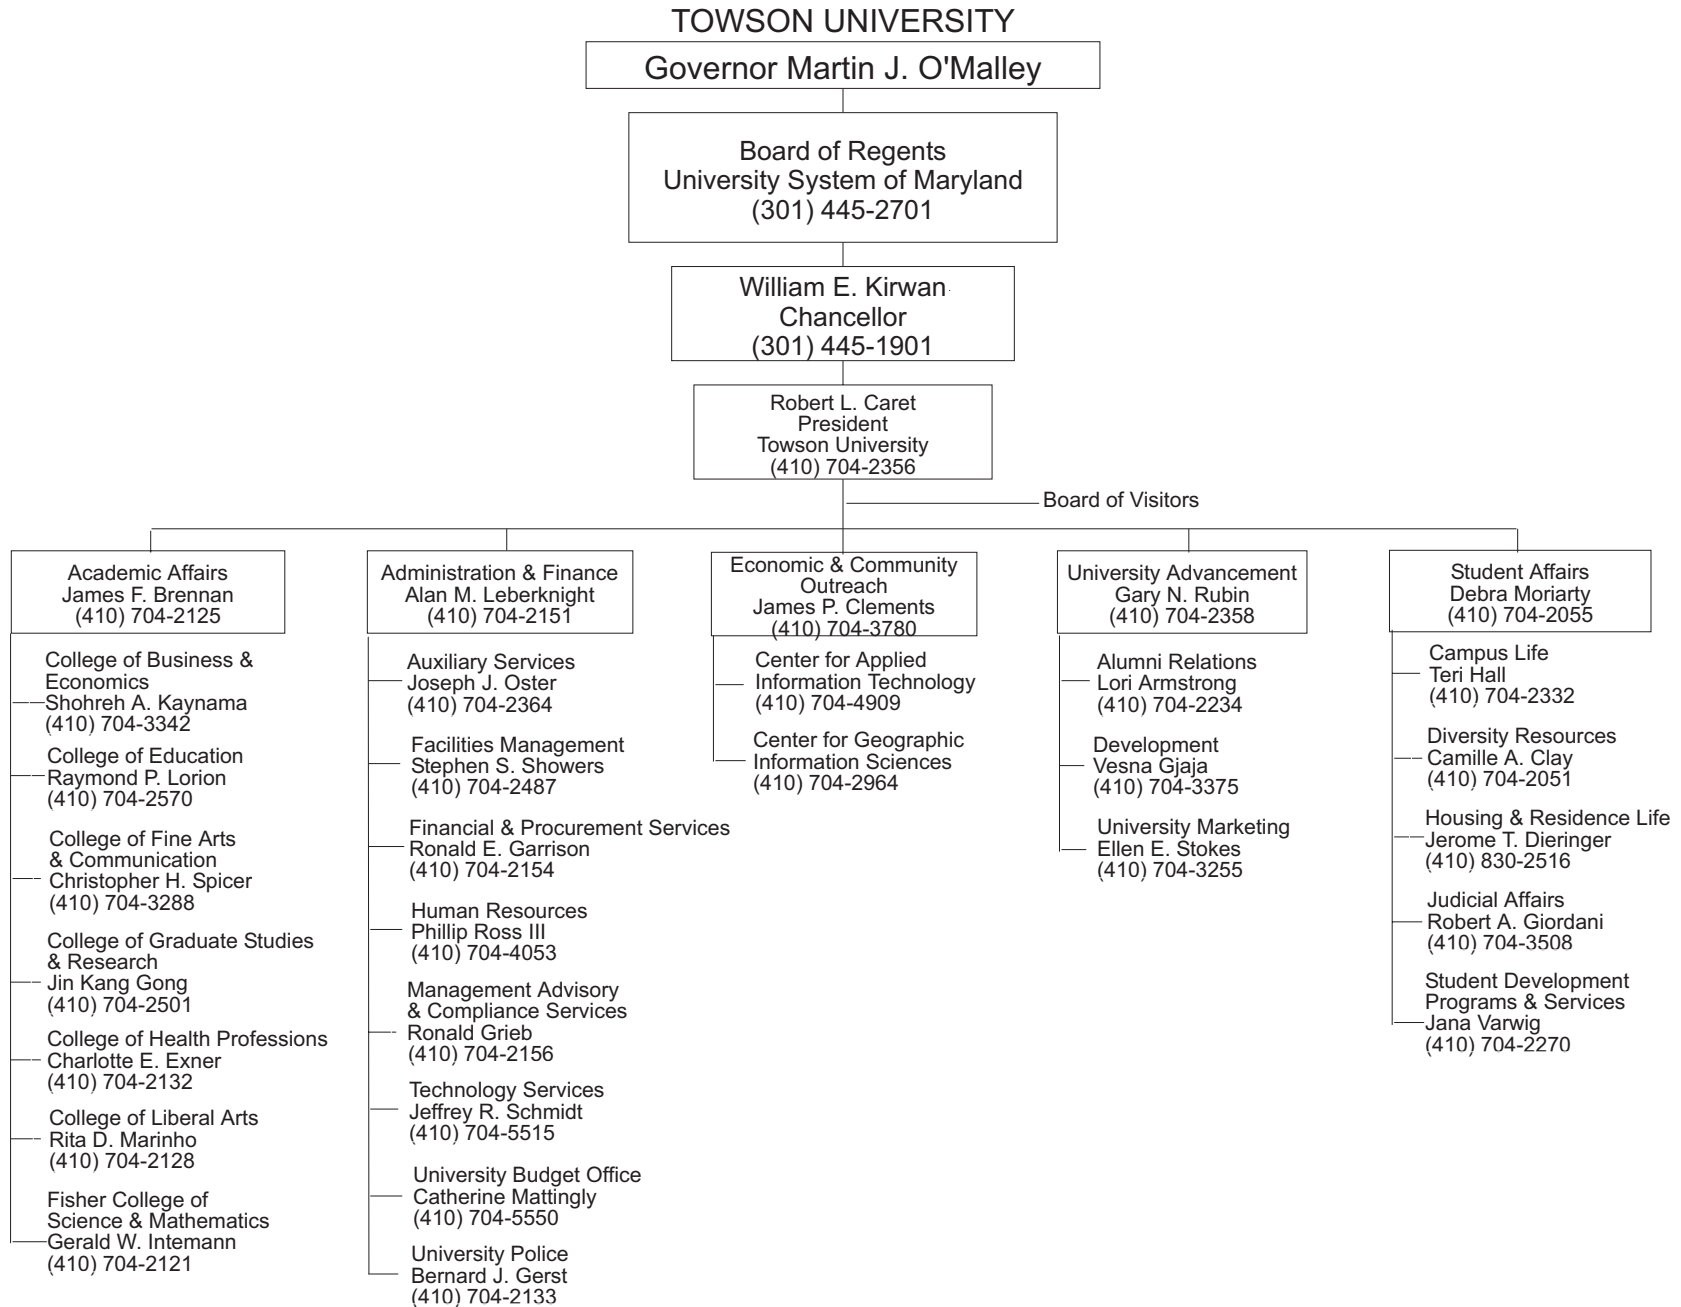 TOWSON UNIVERSITY
Governor Martin J. O'Malley
Board of Regents
University System of Maryland
(301) 445-2701
William E. Kirwan
Chancellor
(301) 445-1901
Robert L. Caret
President
Towson University
(410) 704-2356
Board of Visitors
Academic Affairs
James F. Brennan
(410) 704-2125
College of Business &
Economics
Shohreh A. Kaynama
(410) 704-3342
College of Education
Raymond P. Lorion
(410) 704-2570
College of Fine Arts
& Communication
Christopher H. Spicer
(410) 704-3288
College of Graduate Studies
& Research
Jin Kang Gong
(410) 704-2501
College of Health Professions
Charlotte E. Exner
(410) 704-2132
College of Liberal Arts
Rita D. Marinho
(410) 704-2128
Fisher College of
Science & Mathematics
Gerald W. Intemann
(410) 704-2121
Administration & Finance
Alan M. Leberknight
(410) 704-2151
Auxiliary Services
Joseph J. Oster
(410) 704-2364
Facilities Management
Stephen S. Showers
(410) 704-2487
Financial & Procurement Services
Ronald E. Garrison
(410) 704-2154
Human Resources
Phillip Ross III
(410) 704-4053
Management Advisory
& Compliance Services
Ronald Grieb
(410) 704-2156
Technology Services
Jeffrey R. Schmidt
(410) 704-5515
University Budget Office
Catherine Mattingly
(410) 704-5550
University Police
Bernard J. Gerst
(410) 704-2133
Economic & Community
Outreach
James P. Clements
(410) 704-3780
Center for Applied
Information Technology
(410) 704-4909
Center for Geographic
Information Sciences
(410) 704-2964
University Advancement
Gary N. Rubin
(410) 704-2358
Alumni Relations
Lori Armstrong
(410) 704-2234
Development
Vesna Gjaja
(410) 704-3375
University Marketing
Ellen E. Stokes
(410) 704-3255
Student Affairs
Debra Moriarty
(410) 704-2055
Campus Life
Teri Hall
(410) 704-2332
Diversity Resources
Camille A. Clay
(410) 704-2051
Housing & Residence Life
Jerome T. Dieringer
(410) 830-2516
Judicial Affairs
Robert A. Giordani
(410) 704-3508
Student Development
Programs & Services
Jana Varwig
(410) 704-2270